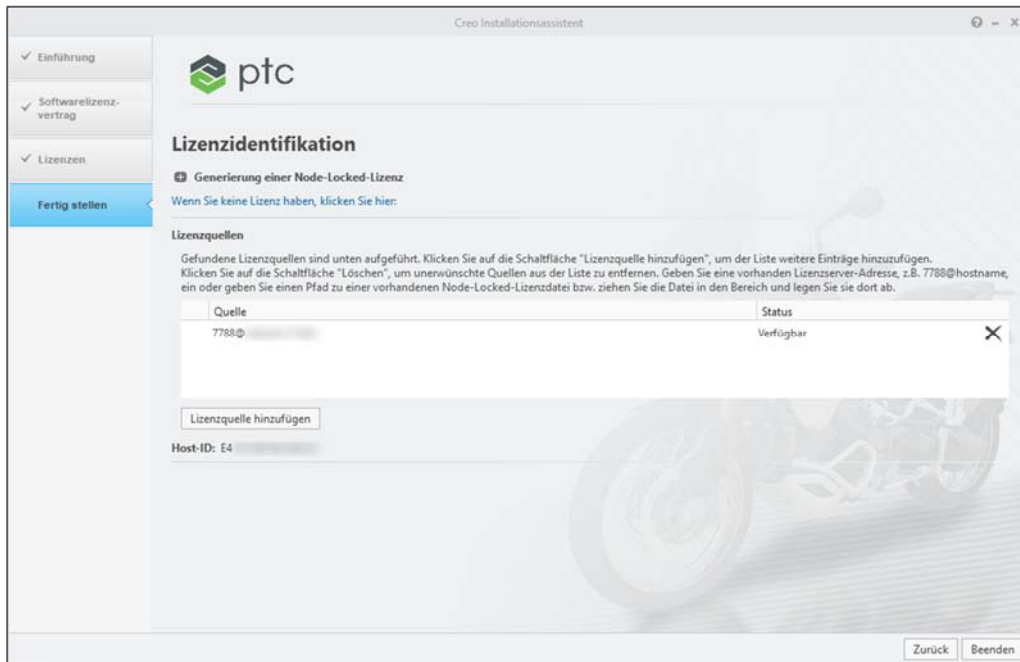 Creo Installationsassistent
Einführung
Softwarelizenz-
vertrag
Lizenzen
Fertig stellen
ptc
Lizenzidentifikation
Generierung einer Node-Locked-Lizenz
Wenn Sie keine Lizenz haben, klicken Sie hier:
Lizenzquellen
Gefundene Lizenzquellen sind unten aufgeführt. Klicken Sie auf die Schaltfläche "Lizenzquelle hinzufügen", um der Liste weitere Einträge hinzuzufügen.
Klicken Sie auf die Schaltfläche "Löschen", um unerwünschte Quellen aus der Liste zu entfernen. Geben Sie eine vorhanden Lizenzserver-Adresse, z.B. 7788@hostname,
ein oder geben Sie einen Pfad zu einer vorhandenen Node-Locked-Lizenzdatei bzw. ziehen Sie die Datei in den Bereich und legen Sie sie dort ab.
Quelle Status
7788@ Verfügbar
Lizenzquelle hinzufügen
Host-ID: E4
Zurück Beenden